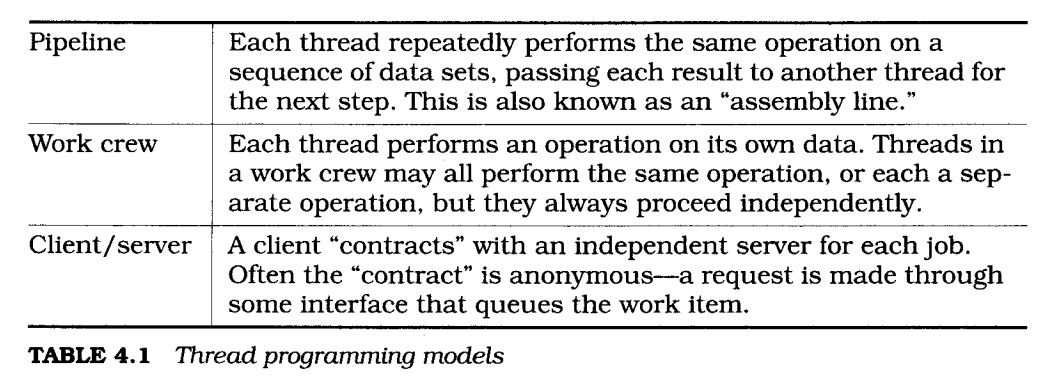 Pipeline Each thread repeatedly performs the same operation on a
sequence of data sets, passing each result to another thread for
the next step. This is also known as an “assembly line.”
Work crew Each thread performs an operation on its own data. Threads in
a work crew may all perform the same operation, or each a sep-
arate operation, but they always proceed independently.
Client/server A client “contracts” with an independent server for each job.
Often the “contract” is anonymous—a request is made through
some interface that queues the work item.
TABLE 4.1 Thread programming models